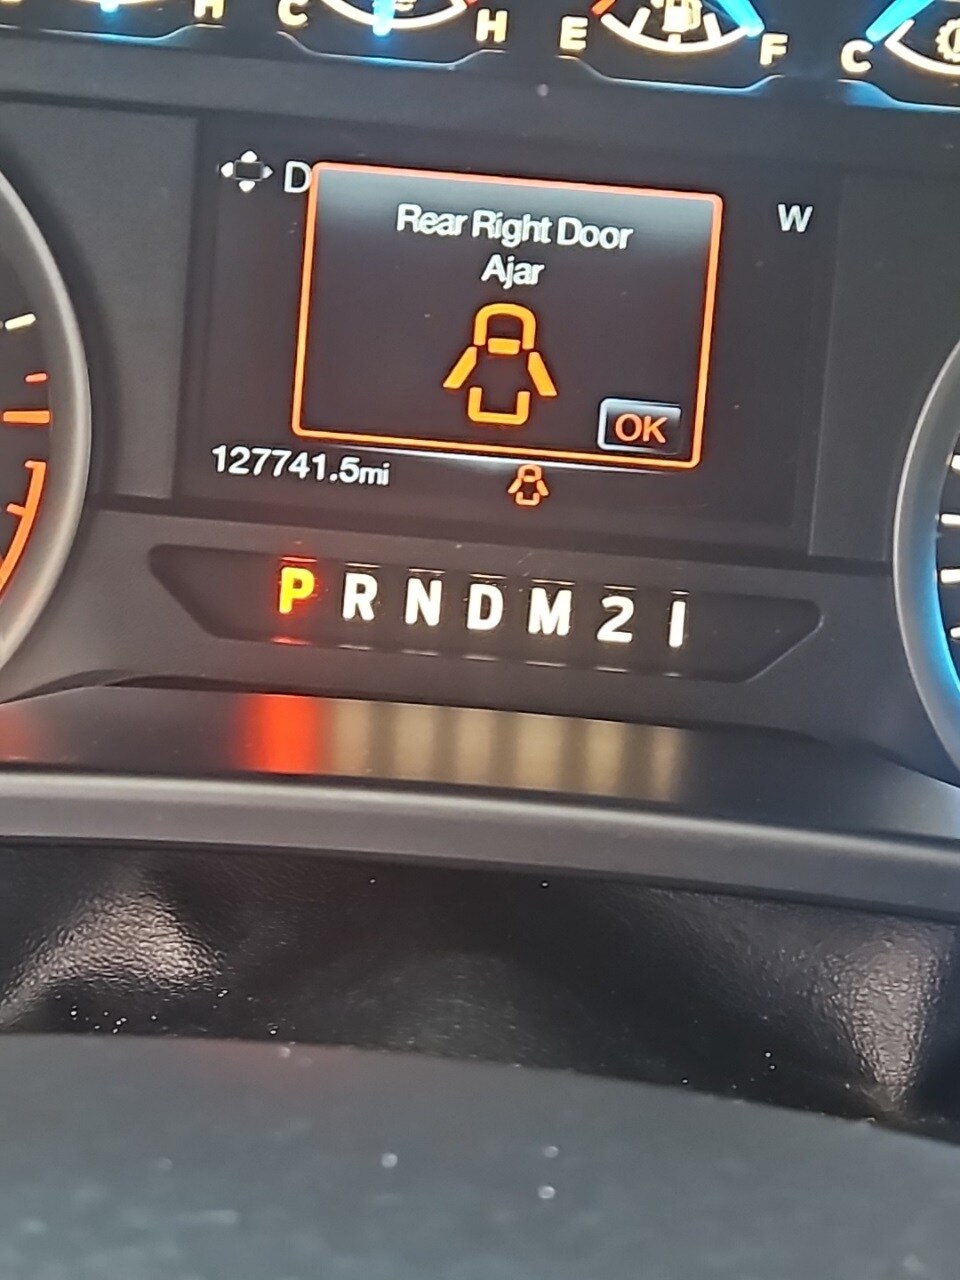 H C H E F C
D
W
Rear Right Door
Ajar
OK
127741.5mi
P R N D M 2 1